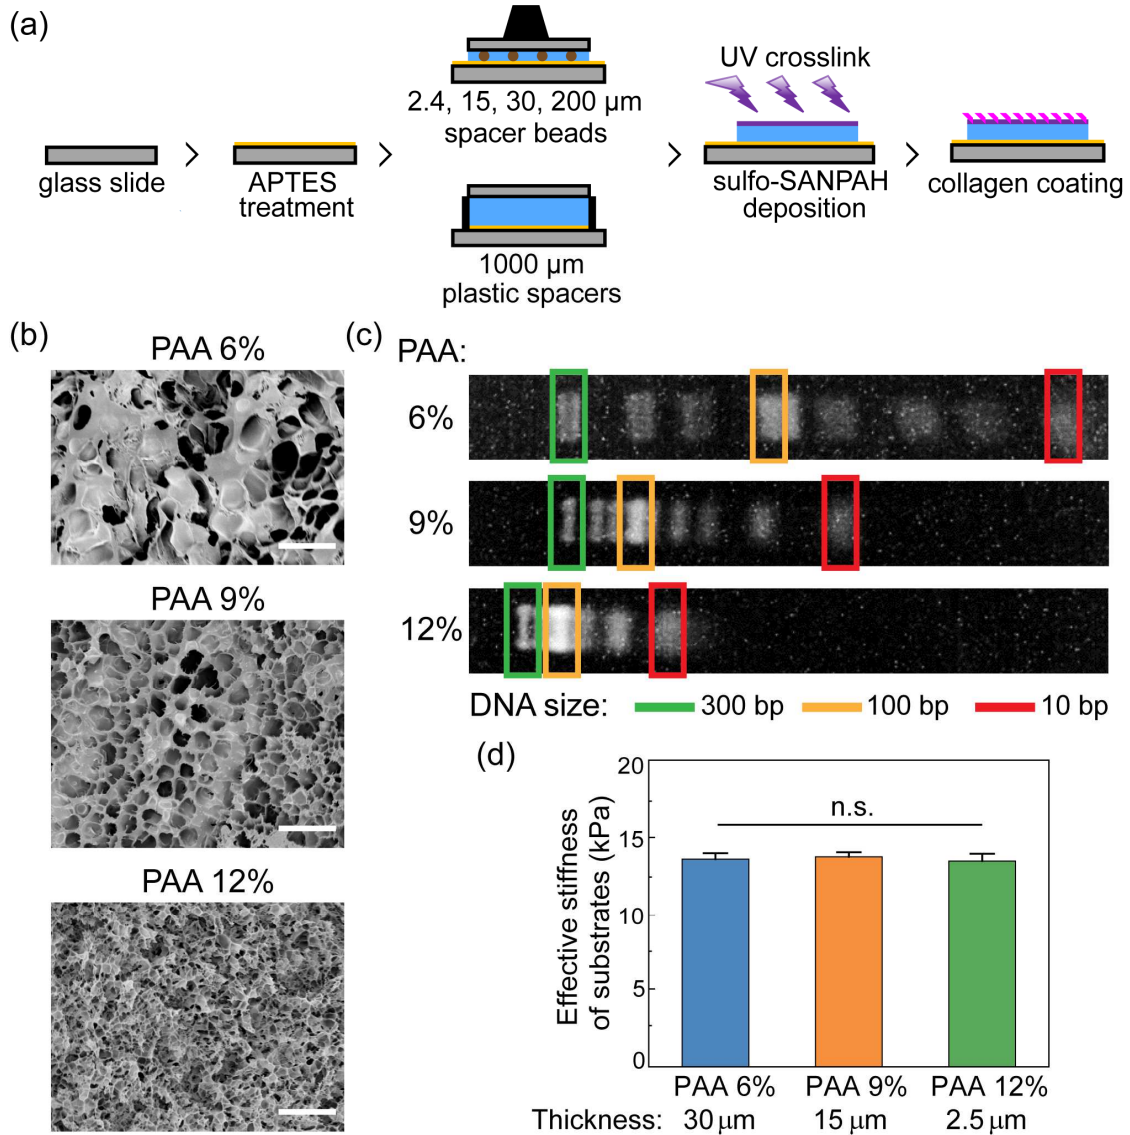 (a)
UV crosslink
2.4, 15, 30, 200 μm
spacer beads
glass slide
APTES
treatment
sulfo-SANPAH
deposition
collagen coating
1000 μm
plastic spacers
(b)
PAA 6%
PAA 9%
PAA 12%
(c)
PAA:
6%
9%
12%
DNA size:
300 bp
100 bp
10 bp
(d)
Effective stiffness
of substrates (kPa)
20
15
10
5
0
n.s.
PAA 6% PAA 9% PAA 12%
Thickness: 30 μm 15 μm 2.5 μm